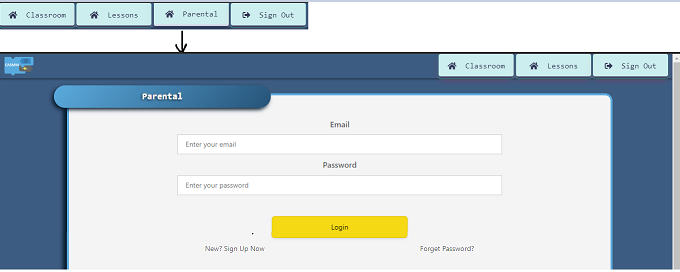 Classroom Lessons Parental Sign Out
Classroom Lessons Sign Out
Parental
Email
Enter your email
Password
Enter your password
Login
New? Sign Up Now Forget Password?